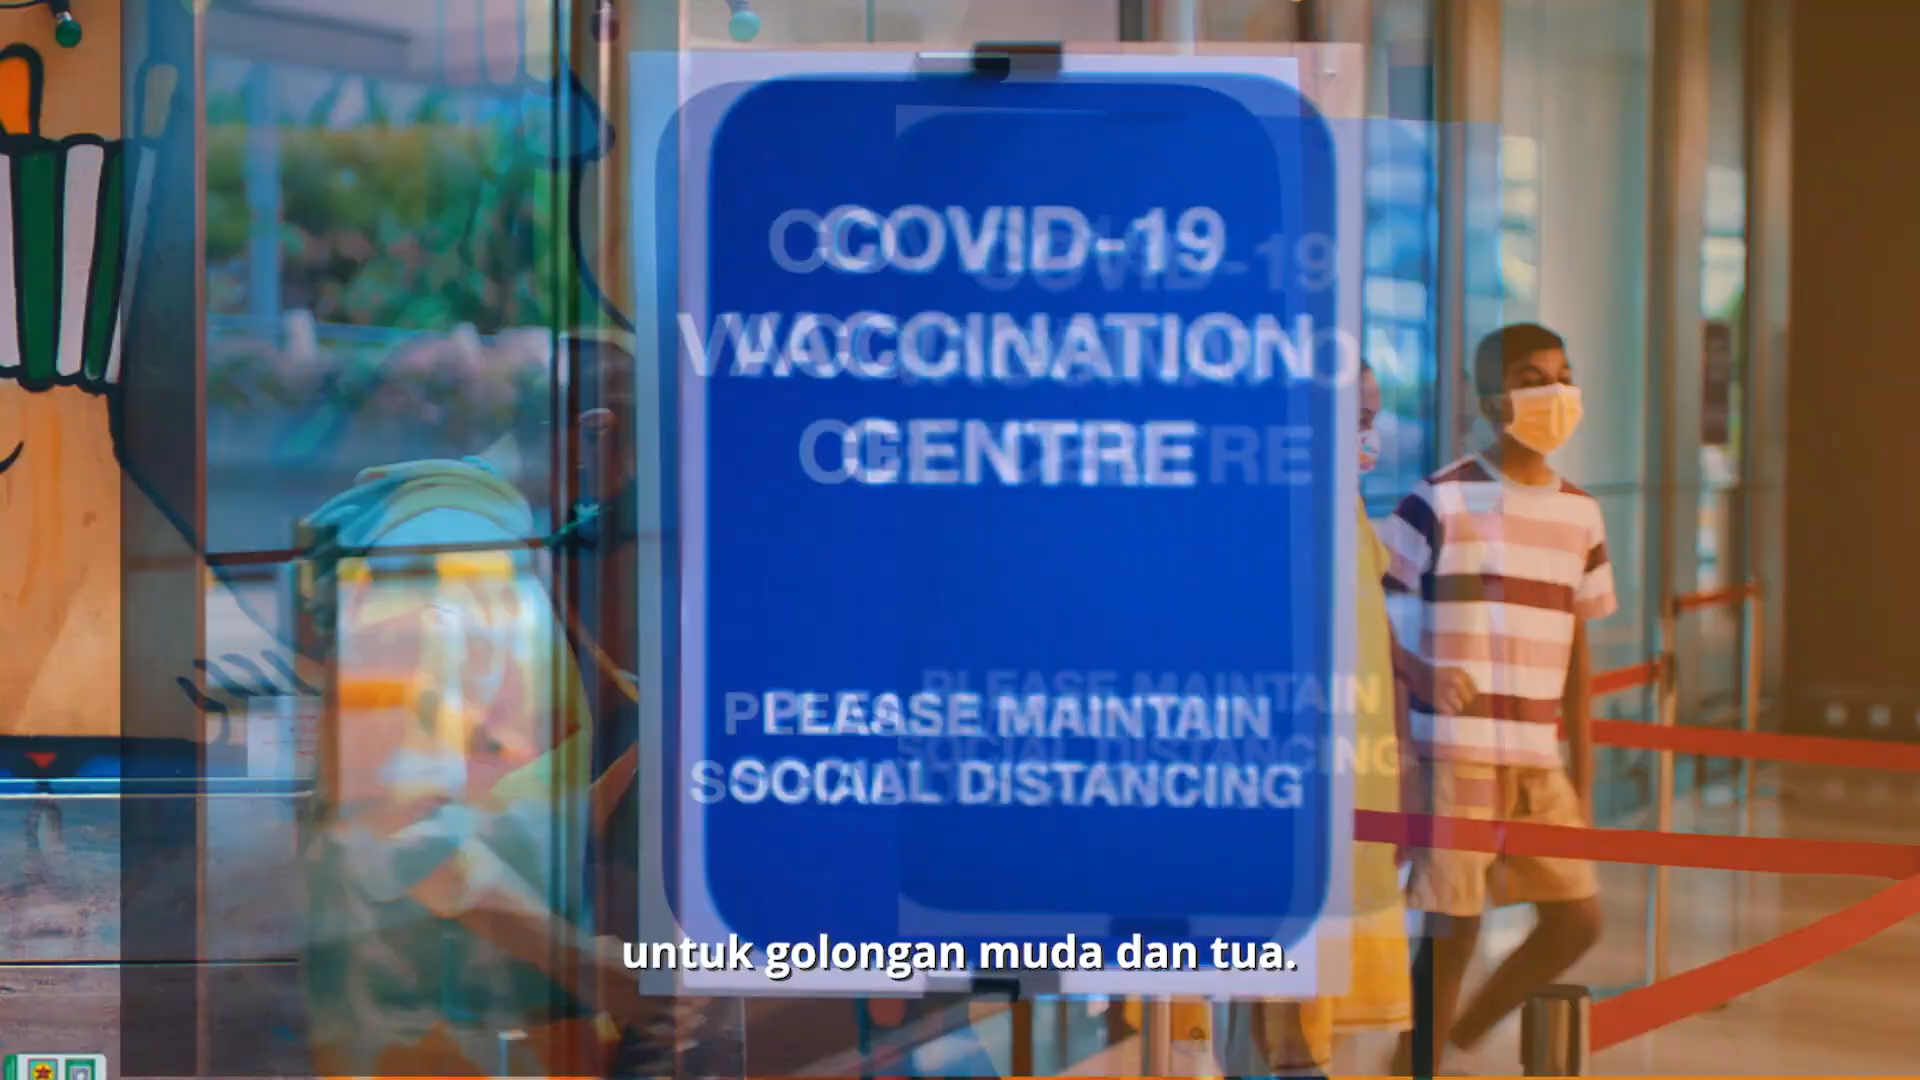 COVID-19
VACCINATION
CENTRE
PLEASE MAINTAIN
SOCIAL DISTANCING
untuk golongan muda dan tua.